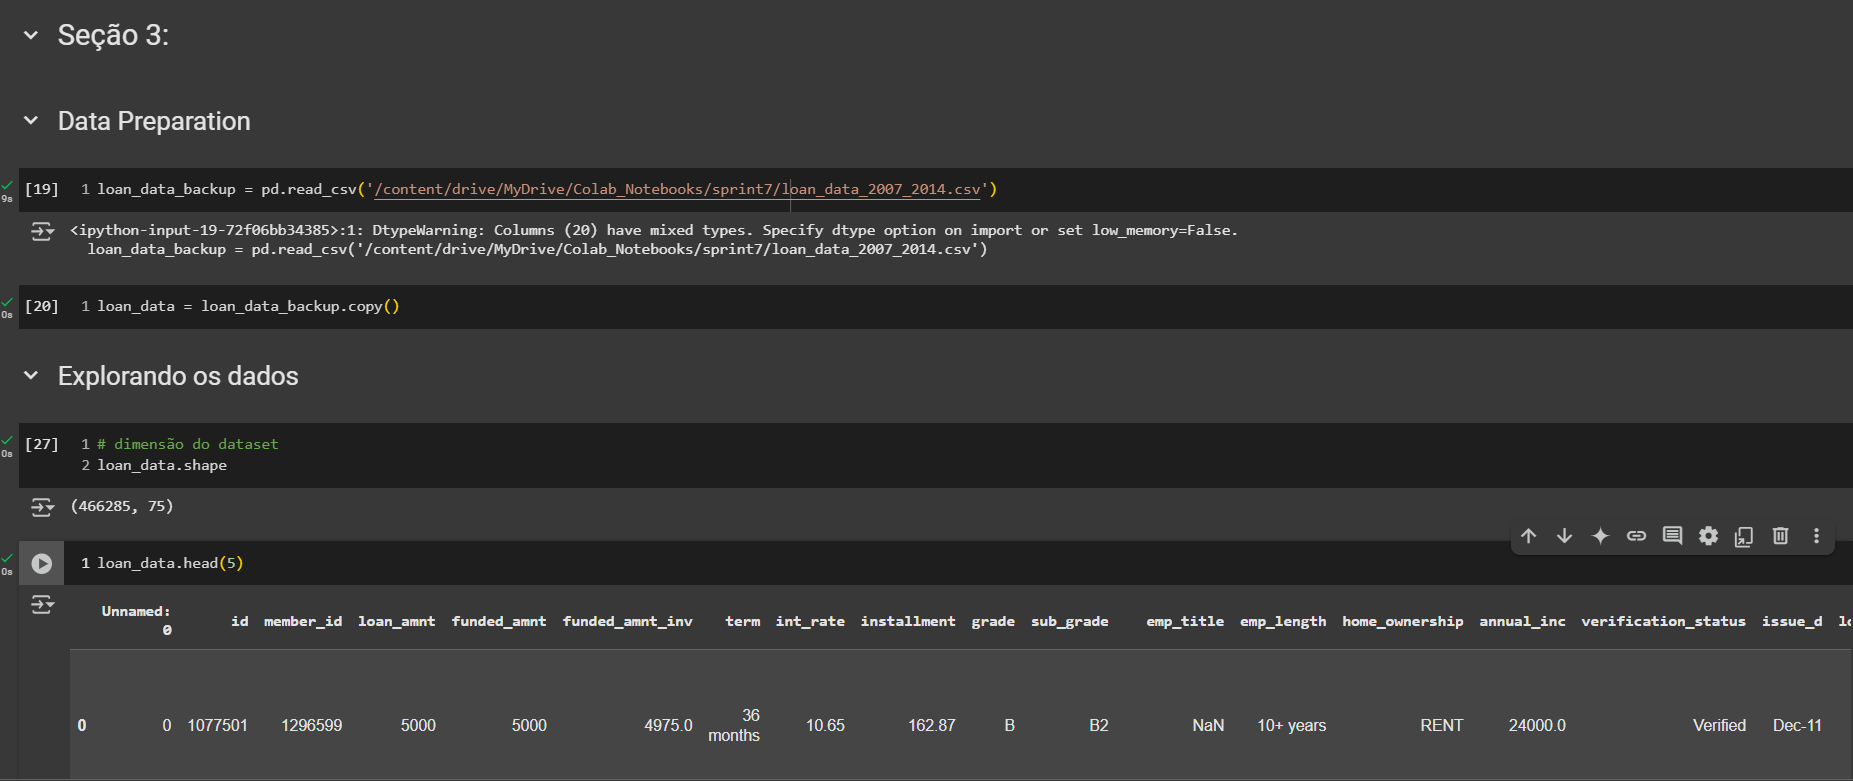 Seção 3:
Data Preparation
[19] 1 loan_data_backup = pd.read_csv('/content/drive/MyDrive/Colab_Notebooks/sprint7/loan_data_2007_2014.csv')
9s
<ipython-input-19-72f06bb34385>:1: DtypeWarning: Columns (20) have mixed types. Specify dtype option on import or set low_memory=False.
loan_data_backup = pd.read_csv('/content/drive/MyDrive/Colab_Notebooks/sprint7/loan_data_2007_2014.csv')
[20] 1 loan_data = loan_data_backup.copy()
0s
Explorando os dados
[27] 1 # dimensão do dataset
0s
2 loan_data.shape
(466285, 75)
1 loan_data.head(5)
0s
Unnamed: 0 id member_id loan_amnt funded_amnt funded_amnt_inv term int_rate installment grade sub_grade emp_title emp_length home_ownership annual_inc verification_status issue_d
0 0 1077501 1296599 5000 5000 4975.0 36 months 10.65 162.87 B B2 NaN 10+ years RENT 24000.0 Verified Dec-11